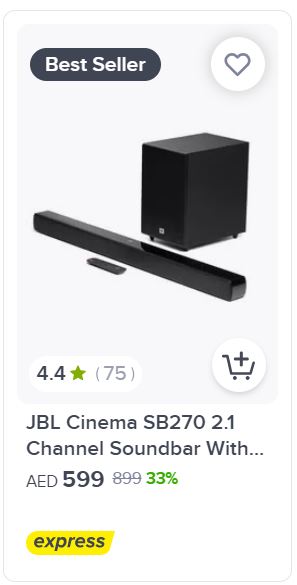 Best Seller
4.4 ★ (75)
JBL Cinema SB270 2.1
Channel Soundbar With...
AED 599 899 33%
express